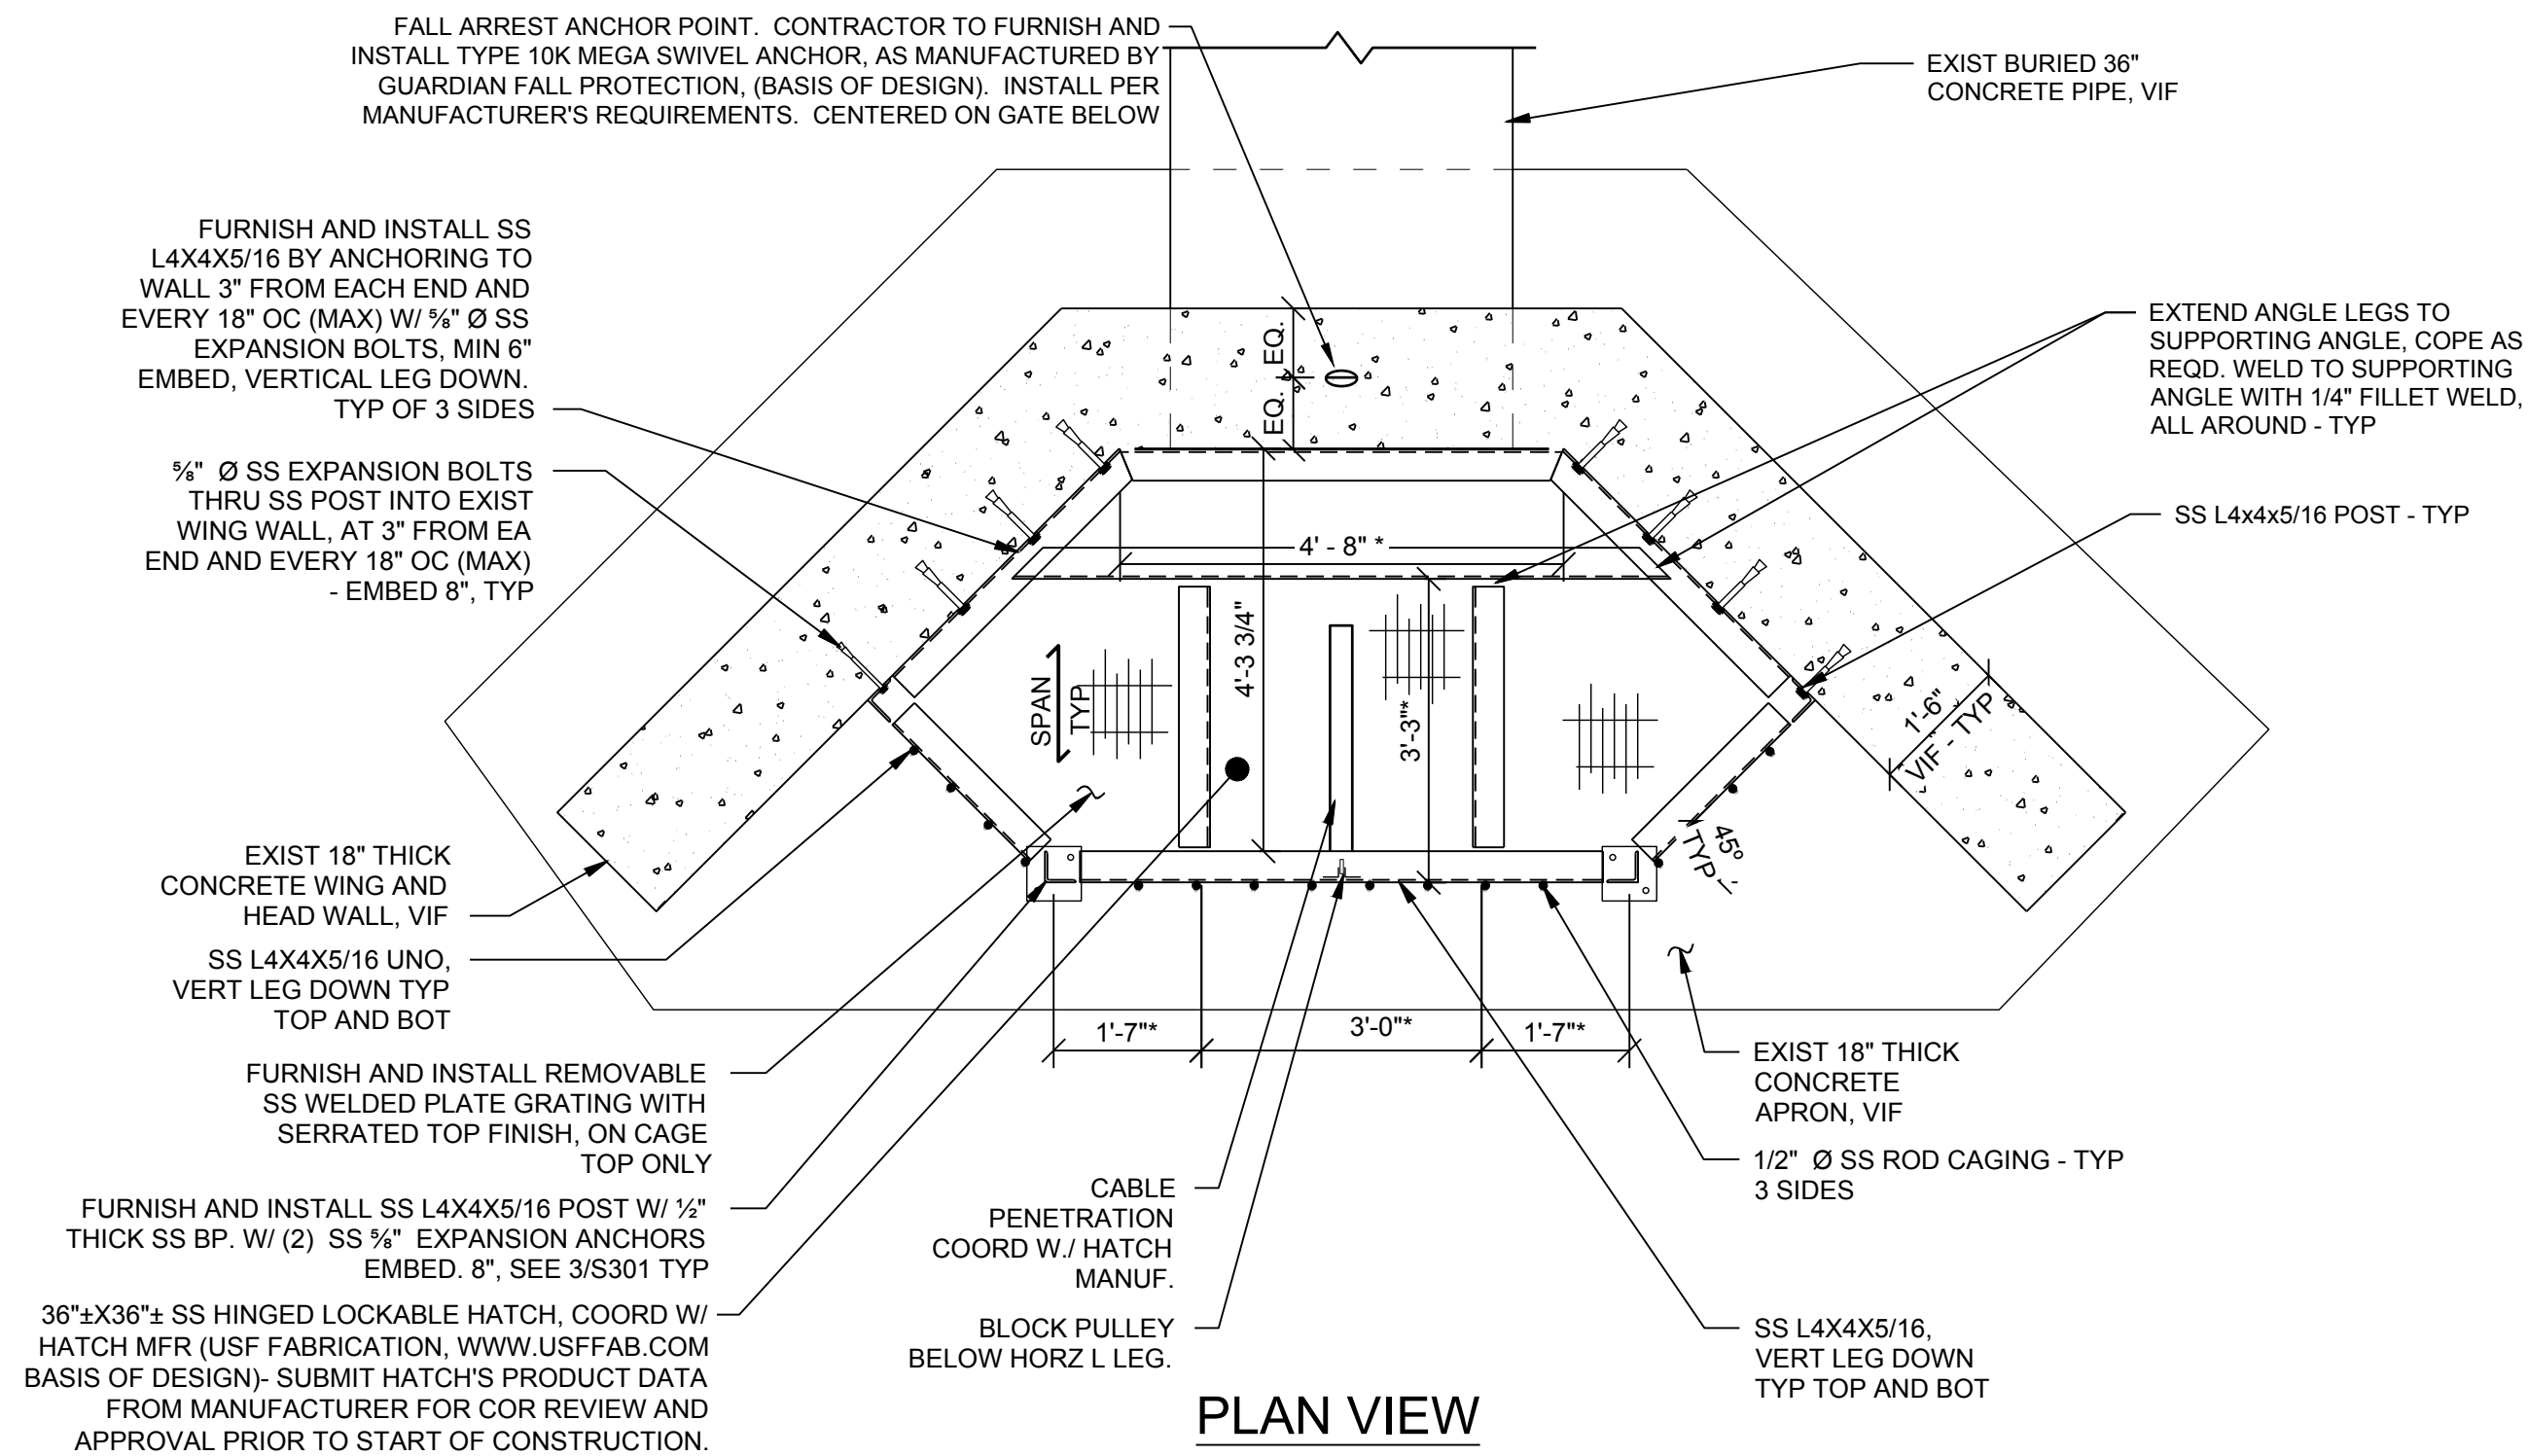 FALL ARREST ANCHOR POINT.  CONTRACTOR TO FURNISH AND
INSTALL TYPE 10K MEGA SWIVEL ANCHOR, AS MANUFACTURED BY
GUARDIAN FALL PROTECTION, (BASIS OF DESIGN).  INSTALL PER
MANUFACTURER'S REQUIREMENTS.  CENTERED ON GATE BELOW
EXIST BURIED 36"
CONCRETE PIPE, VIF
FURNISH AND INSTALL SS
L4X4X5/16 BY ANCHORING TO
WALL 3" FROM EACH END AND
EVERY 18" OC (MAX) W/ ⅝" Ø SS
EXPANSION BOLTS, MIN 6"
EMBED, VERTICAL LEG DOWN.
TYP OF 3 SIDES
EXTEND ANGLE LEGS TO
SUPPORTING ANGLE, COPE AS
REQD. WELD TO SUPPORTING
ANGLE WITH 1/4" FILLET WELD,
ALL AROUND - TYP
EQ.
EQ.
⅝"  Ø SS EXPANSION BOLTS
THRU SS POST INTO EXIST
WING WALL, AT 3" FROM EA
END AND EVERY 18" OC (MAX)
- EMBED 8", TYP
SS L4x4x5/16 POST - TYP
4' - 8" *
4'-3 3/4"
3'-3"*
SPAN
TYP
1'-6"
VIF - TYP
45º
TYP
EXIST 18" THICK
CONCRETE WING AND
HEAD WALL, VIF
SS L4X4X5/16 UNO,
VERT LEG DOWN TYP
TOP AND BOT
1'-7"*
3'-0"*
1'-7"*
FURNISH AND INSTALL REMOVABLE
SS WELDED PLATE GRATING WITH
SERRATED TOP FINISH, ON CAGE
TOP ONLY
EXIST 18" THICK
CONCRETE
APRON, VIF
1/2"  Ø SS ROD CAGING - TYP
3 SIDES
FURNISH AND INSTALL SS L4X4X5/16 POST W/ ½"
THICK SS BP. W/ (2)  SS ⅝"  EXPANSION ANCHORS
EMBED. 8", SEE 3/S301 TYP
CABLE
PENETRATION
COORD W./ HATCH
MANUF.
36"±X36"± SS HINGED LOCKABLE HATCH, COORD W/
HATCH MFR (USF FABRICATION, WWW.USFFAB.COM
BASIS OF DESIGN)- SUBMIT HATCH'S PRODUCT DATA
FROM MANUFACTURER FOR COR REVIEW AND
APPROVAL PRIOR TO START OF CONSTRUCTION.
BLOCK PULLEY
BELOW HORZ L LEG.
SS L4X4X5/16,
VERT LEG DOWN
TYP TOP AND BOT
PLAN VIEW